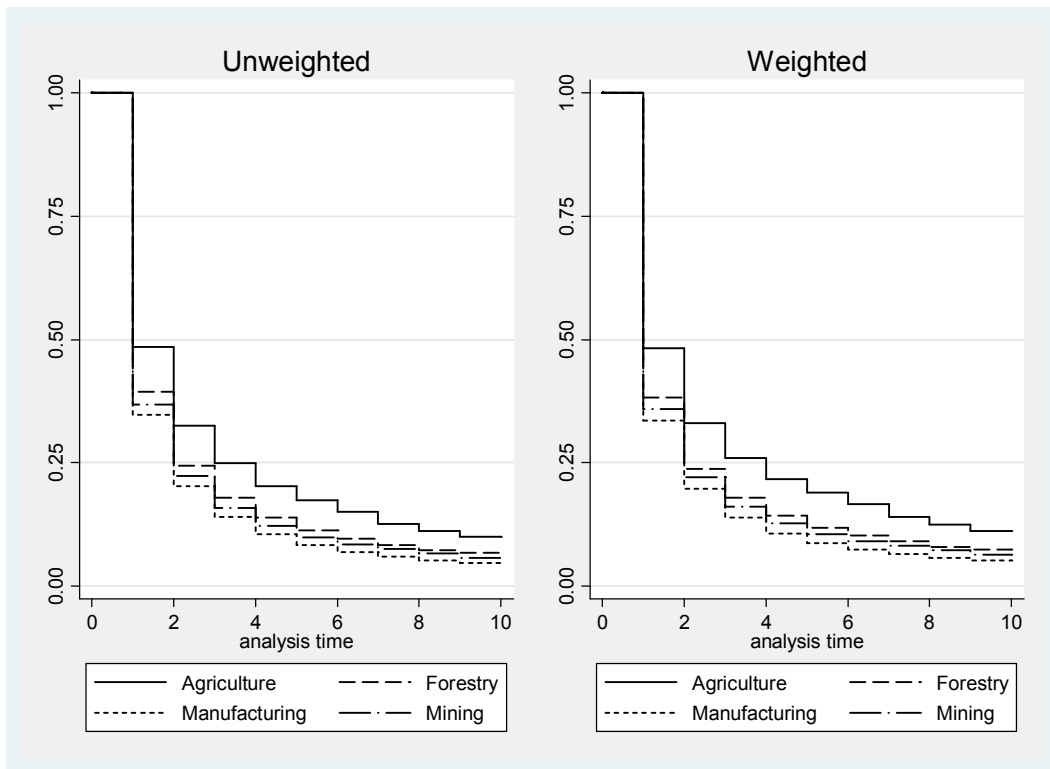 Unweighted
1.00
0.75
0.50
0.25
0.00
0 2 4 6 8 10
analysis time
Agriculture Forestry
Manufacturing Mining
Weighted
1.00
0.75
0.50
0.25
0.00
0 2 4 6 8 10
analysis time
Agriculture Forestry
Manufacturing Mining